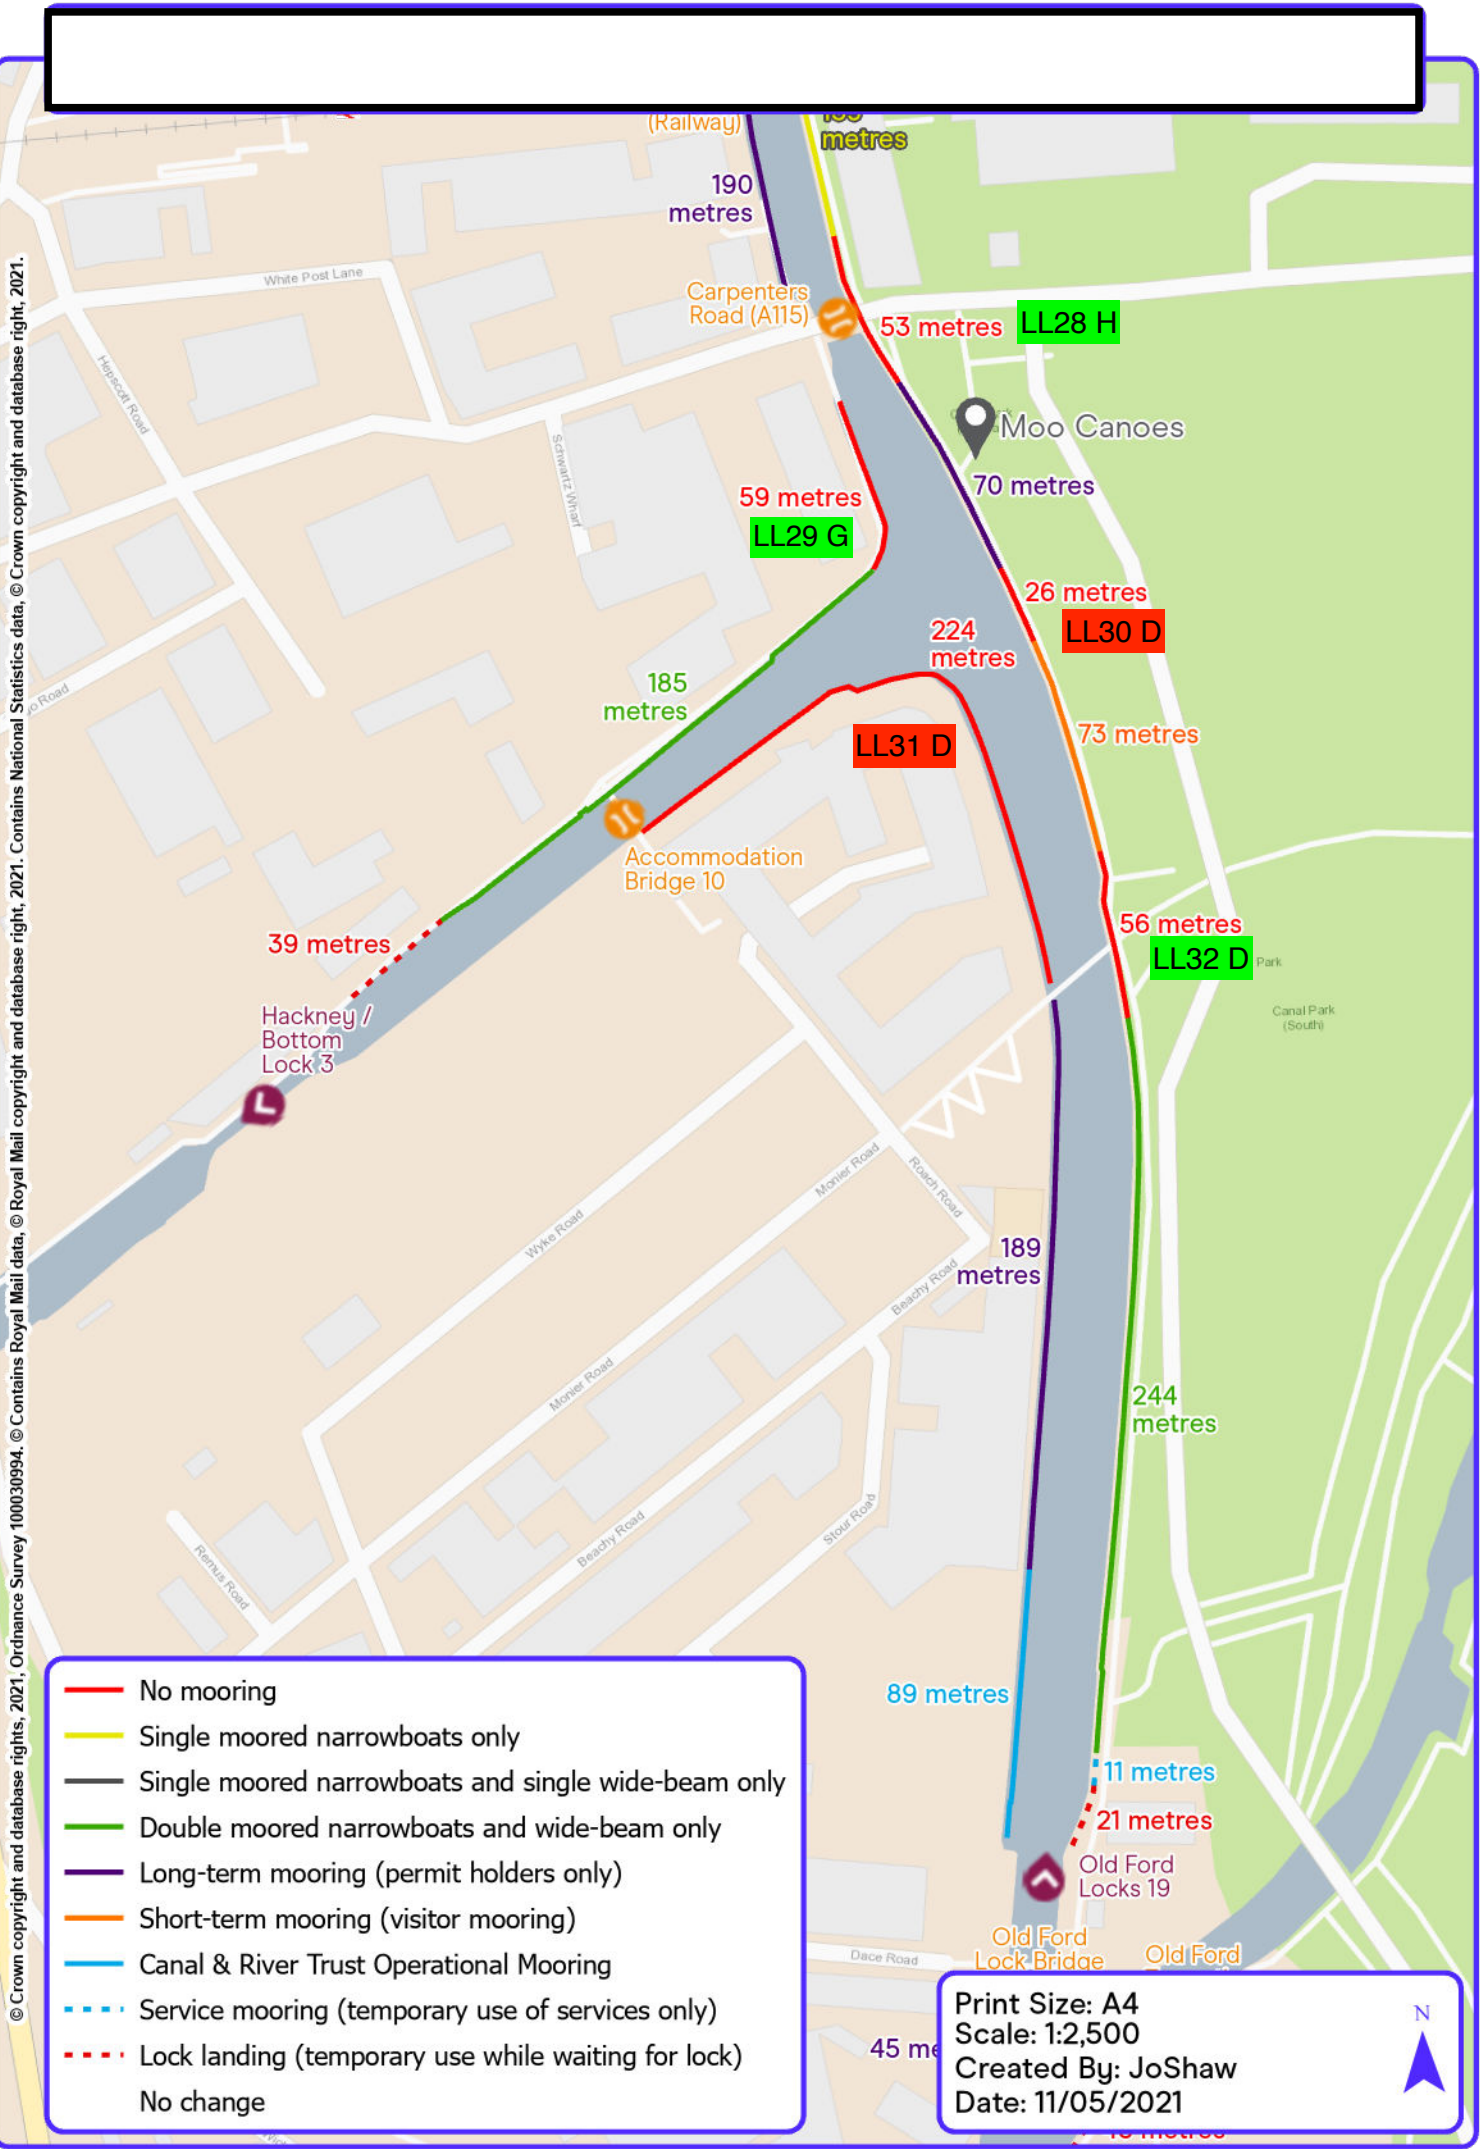 (Railway)
metres
190
metres
White Post Lane
Carpenters
Road (A115)
53 metres
LL28 H
Hepscott Road
Moo Canoes
Schwartz Wharf
70 metres
59 metres
LL29 G
26 metres
LL30 D
224
metres
185
metres
Road
73 metres
LL31 D
Accommodation
Bridge 10
56 metres
LL32 D
Park
39 metres
Canal Park
(South)
Hackney /
Bottom
Lock 3
Monier Road
Roach Road
Wyke Road
189
metres
Beachy Road
Monier Road
244
metres
Stour Road
Beachy Road
Remus Road
89 metres
11 metres
21 metres
Old Ford
Locks 19
Old Ford
Lock Bridge
Old Ford
Dace Road
45 me
No mooring
Single moored narrowboats only
Single moored narrowboats and single wide-beam only
Double moored narrowboats and wide-beam only
Long-term mooring (permit holders only)
Short-term mooring (visitor mooring)
Canal & River Trust Operational Mooring
Service mooring (temporary use of services only)
Lock landing (temporary use while waiting for lock)
No change
Print Size: A4
Scale: 1:2,500
Created By: JoShaw
Date: 11/05/2021
N
© Crown copyright and database rights, 2021, Ordnance Survey 100030994. © Contains Royal Mail data, © Royal Mail copyright and database right, 2021. Contains National Statistics data, © Crown copyright and database right, 2021.